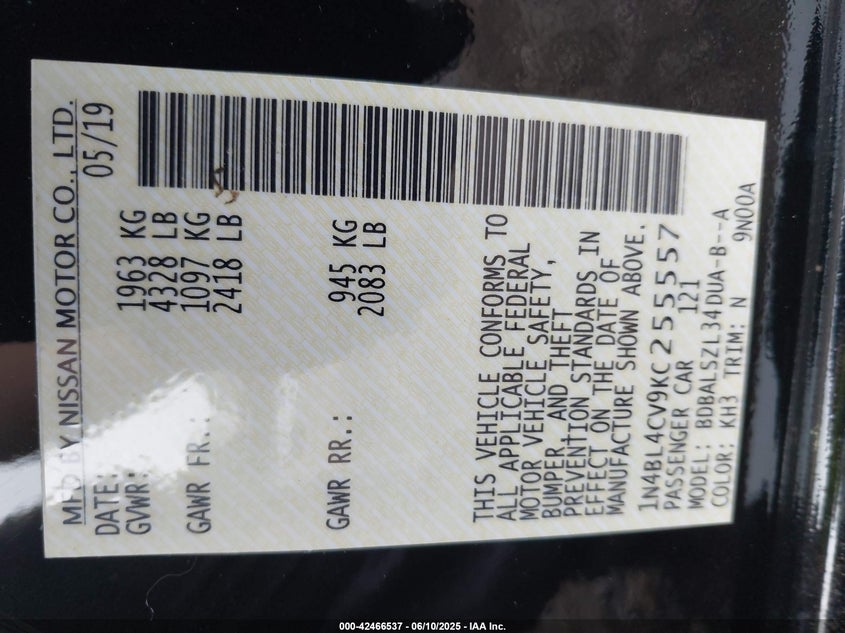 MFD BY NISSAN MOTOR CO., LTD.
DATE: 05/19
GVWR: 1963 KG
4328 LB
GAWR FR.: 1097 KG
2418 LB
GAWR RR.: 945 KG
2083 LB
THIS VEHICLE CONFORMS TO
ALL APPLICABLE FEDERAL
MOTOR VEHICLE SAFETY,
BUMPER, AND THEFT
PREVENTION STANDARDS IN
EFFECT ON THE DATE OF
MANUFACTURE SHOWN ABOVE.
1N4BL4CV9KC255557
PASSENGER CAR 121
MODEL: BDBALSZL34DUA-B--A
COLOR: KH3 TRIM: N 9N00A
000-42466537 - 06/10/2025 - IAA Inc.